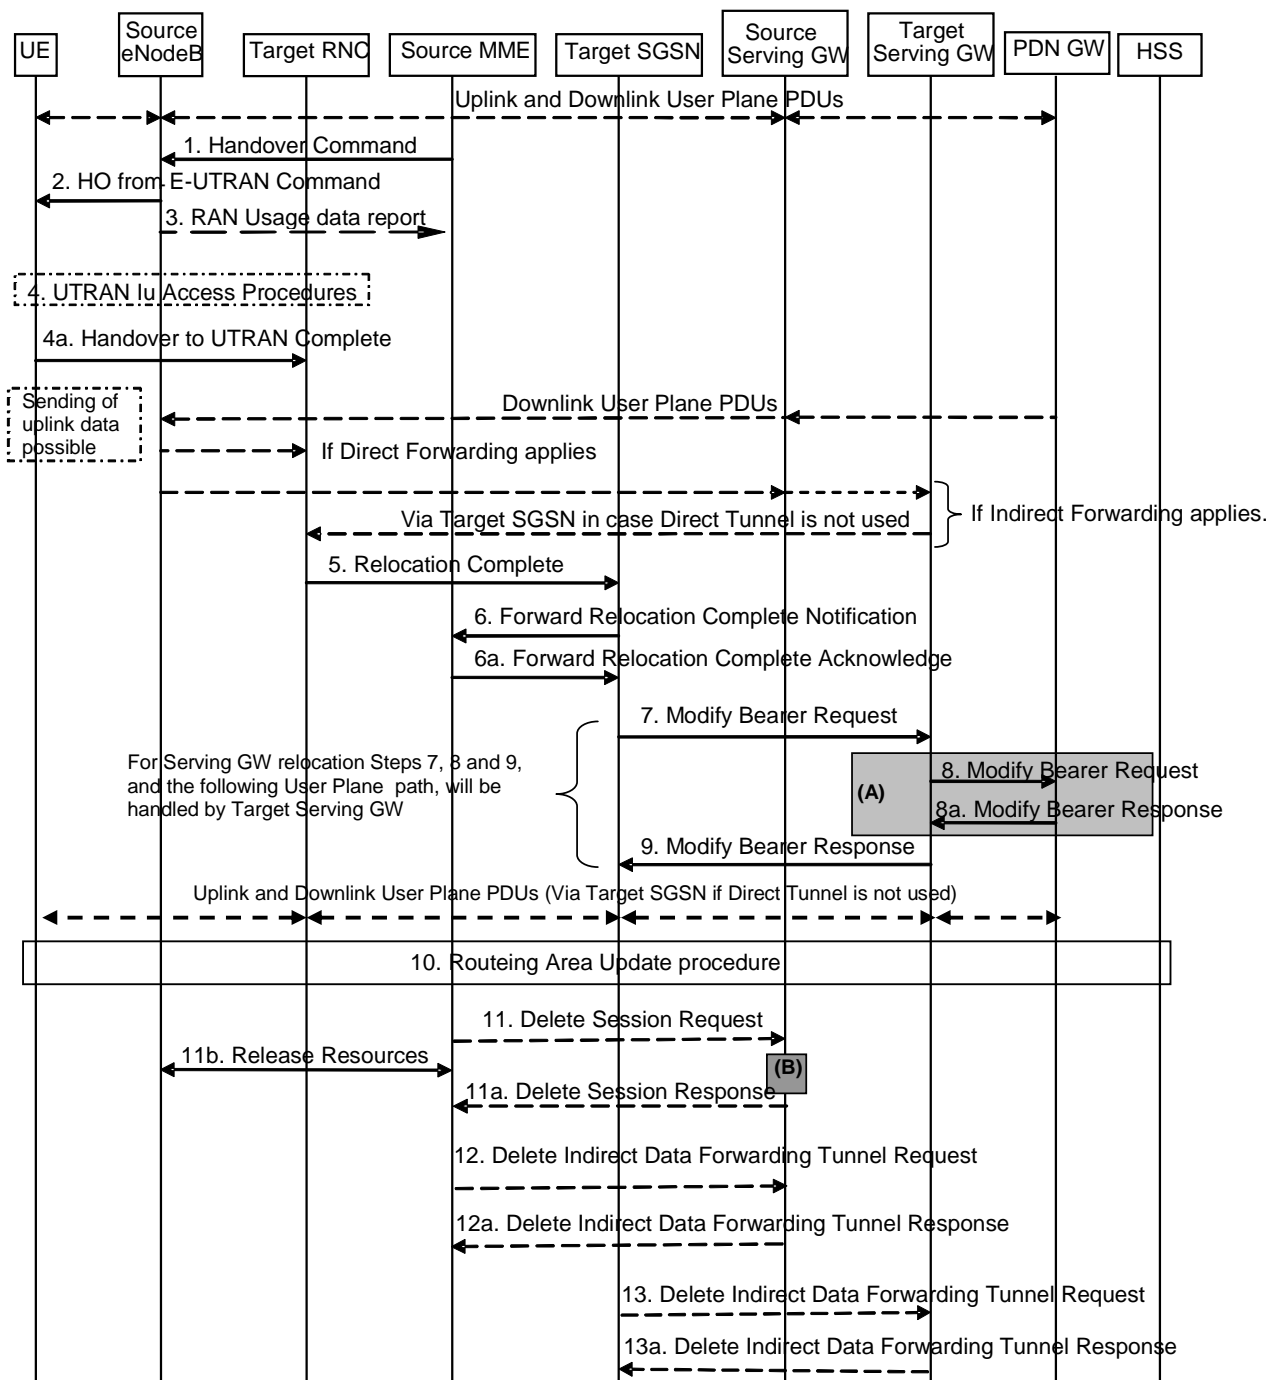 UE
Source
eNodeB
Target RNC
Source MME
Target SGSN
Source
Serving GW
Target
Serving GW
PDN GW
HSS
Uplink and Downlink User Plane PDUs
1. Handover Command
2. HO from E-UTRAN Command
3. RAN Usage data report
4. UTRAN Iu Access Procedures
4a. Handover to UTRAN Complete
Sending of
uplink data
possible
Downlink User Plane PDUs
If Direct Forwarding applies
Via Target SGSN in case Direct Tunnel is not used
If Indirect Forwarding applies.
5. Relocation Complete
6. Forward Relocation Complete Notification
6a. Forward Relocation Complete Acknowledge
7. Modify Bearer Request
For Serving GW relocation Steps 7, 8 and 9,
and the following User Plane path, will be
handled by Target Serving GW
(A)
8. Modify Bearer Request
8a. Modify Bearer Response
9. Modify Bearer Response
Uplink and Downlink User Plane PDUs (Via Target SGSN if Direct Tunnel is not used)
10. Routeing Area Update procedure
11. Delete Session Request
11b. Release Resources
(B)
11a. Delete Session Response
12. Delete Indirect Data Forwarding Tunnel Request
12a. Delete Indirect Data Forwarding Tunnel Response
13. Delete Indirect Data Forwarding Tunnel Request
13a. Delete Indirect Data Forwarding Tunnel Response